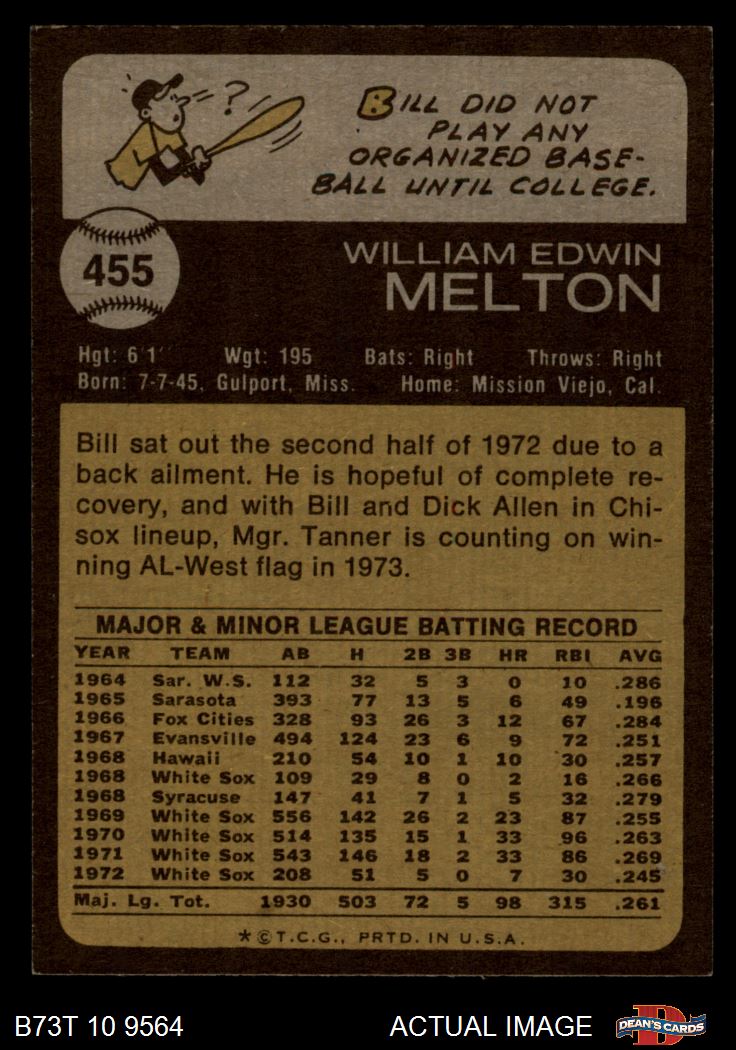 ?
BILL DID NOT
PLAY ANY
ORGANIZED BASE-
BALL UNTIL COLLEGE.
455
WILLIAM EDWIN
MELTON
Hgt: 6'1" Wgt: 195 Bats: Right Throws: Right
Born: 7-7-45, Gulport, Miss. Home: Mission Viejo, Cal.
Bill sat out the second half of 1972 due to a
back ailment. He is hopeful of complete re-
covery, and with Bill and Dick Allen in Chi-
sox lineup, Mgr. Tanner is counting on win-
ning AL-West flag in 1973.
MAJOR & MINOR LEAGUE BATTING RECORD
YEAR TEAM AB H 2B 3B HR RBI AVG
1964 Sar. W.S. 112 32 5 3 0 10 .286
1965 Sarasota 393 77 13 5 6 49 .196
1966 Fox Cities 328 93 26 3 12 67 .284
1967 Evansville 494 124 23 6 9 72 .251
1968 Hawaii 210 54 10 1 10 30 .257
1968 White Sox 109 29 8 0 2 16 .266
1968 Syracuse 147 41 7 1 5 32 .279
1969 White Sox 556 142 26 2 23 87 .255
1970 White Sox 514 135 15 1 33 96 .263
1971 White Sox 543 146 18 2 33 86 .269
1972 White Sox 208 51 5 0 7 30 .245
Maj. Lg. Tot. 1930 503 72 5 98 315 .261
*©T.C.G., PRTD. IN U.S.A.
B73T 10 9564 ACTUAL IMAGE D DEAN'S CARDS